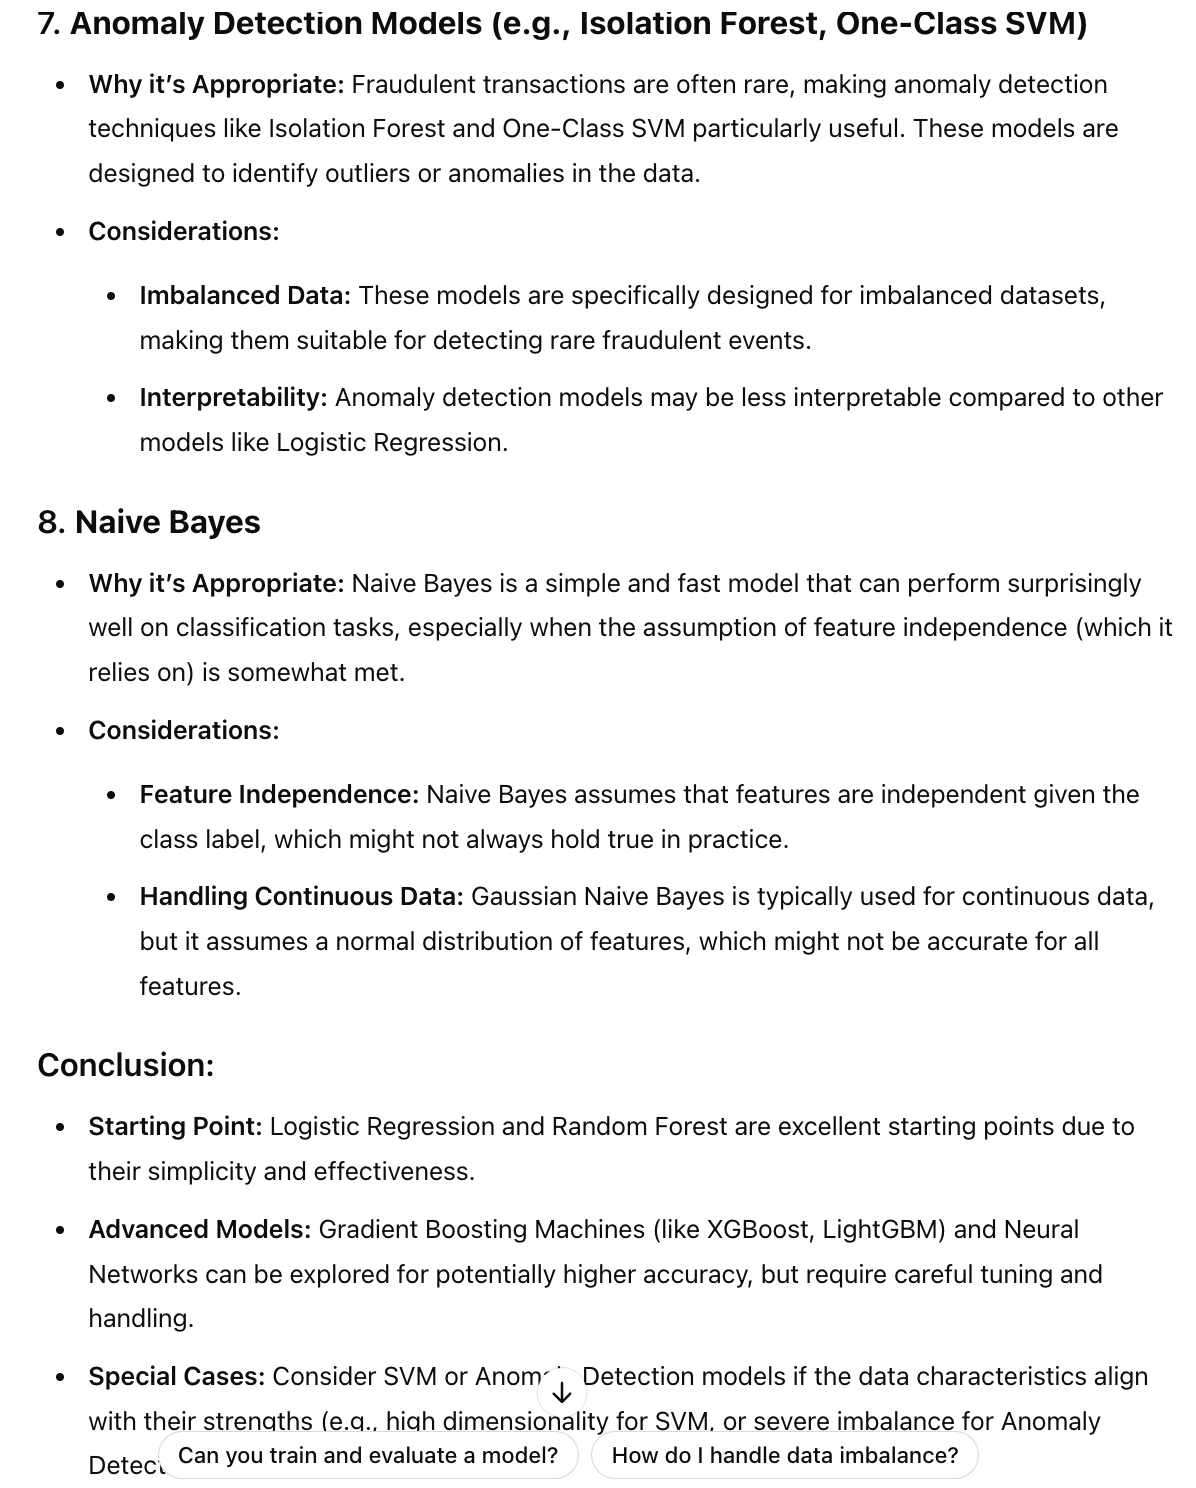 7. Anomaly Detection Models (e.g., Isolation Forest, One-Class SVM)
• Why it’s Appropriate: Fraudulent transactions are often rare, making anomaly detection
techniques like Isolation Forest and One-Class SVM particularly useful. These models are
designed to identify outliers or anomalies in the data.
• Considerations:
• Imbalanced Data: These models are specifically designed for imbalanced datasets,
making them suitable for detecting rare fraudulent events.
• Interpretability: Anomaly detection models may be less interpretable compared to other
models like Logistic Regression.
8. Naive Bayes
• Why it’s Appropriate: Naive Bayes is a simple and fast model that can perform surprisingly
well on classification tasks, especially when the assumption of feature independence (which it
relies on) is somewhat met.
• Considerations:
• Feature Independence: Naive Bayes assumes that features are independent given the
class label, which might not always hold true in practice.
• Handling Continuous Data: Gaussian Naive Bayes is typically used for continuous data,
but it assumes a normal distribution of features, which might not be accurate for all
features.
Conclusion:
• Starting Point: Logistic Regression and Random Forest are excellent starting points due to
their simplicity and effectiveness.
• Advanced Models: Gradient Boosting Machines (like XGBoost, LightGBM) and Neural
Networks can be explored for potentially higher accuracy, but require careful tuning and
handling.
• Special Cases: Consider SVM or Detection models if the data characteristics align
with their strengths (e.g., high dimensionality for SVM, or severe imbalance for Anomaly
Can you train and evaluate a model? How do I handle data imbalance?